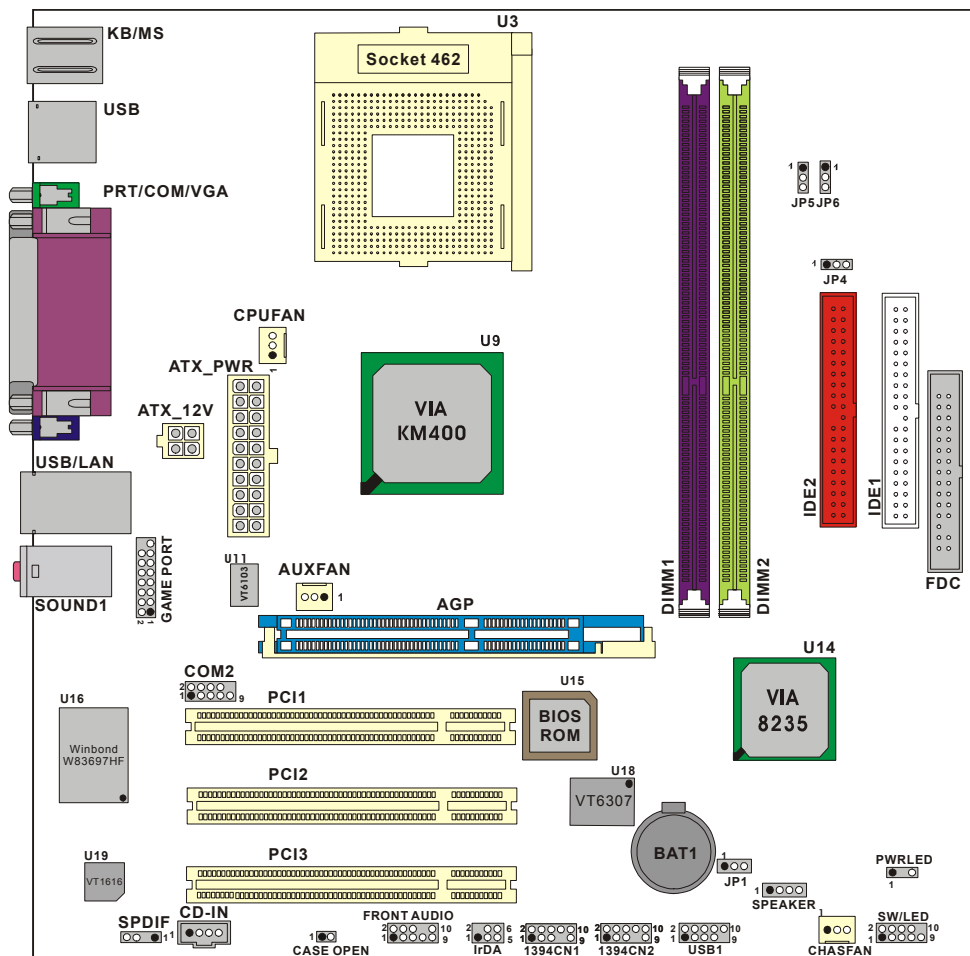 KB/MS
U3
Socket 462
USB
PRT/COM/VGA
1
1
JP5 JP6
1
JP4
CPUFAN
1
U9
ATX_PWR
VIA
KM400
ATX_12V
USB/LAN
IDE2
IDE1
DIMM1
DIMM2
FDC
SOUND1
GAME PORT
2 1
U11
VT6103
AUXFAN
1
AGP
U14
VIA
8235
COM2
2
1 9
PCI1
U15
BIOS
ROM
U16
Winbond
W83697HF
PCI2
U18
VT6307
BAT1
U19
VT1616
PCI3
1
JP1
PWRLED
1
1
SPEAKER
SPDIF
1
CD-IN
1
1
CASE OPEN
FRONT AUDIO
2 10
1 9
2 6
1 5
IrDA
2 10
1 9
1394CN1
2 10
1 9
1394CN2
2 10
1 9
USB1
1
CHASFAN
SW/LED
2 10
1 9